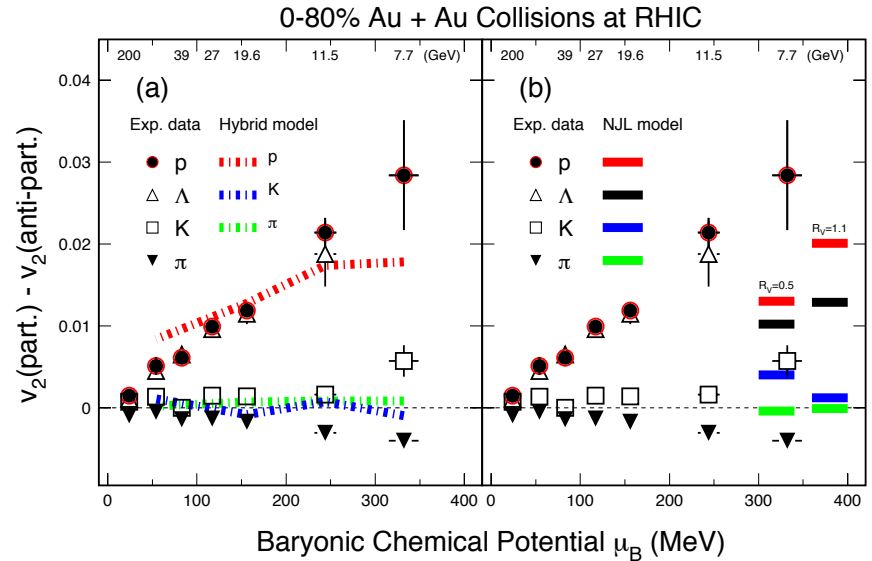 0-80% Au + Au Collisions at RHIC
200 39 27 19.6 11.5 7.7 (GeV)
200 39 27 19.6 11.5 7.7 (GeV)
(a)
(b)
Exp. data Hybrid model
p p
Λ K
K π
π
Exp. data NJL model
p
Λ
K
π
R_V=1.1
R_V=0.5
0.04
0.03
0.02
0.01
0
v_2(part.) - v_2(anti-part.)
0 100 200 300 400
0 100 200 300 400
Baryonic Chemical Potential μ_B (MeV)